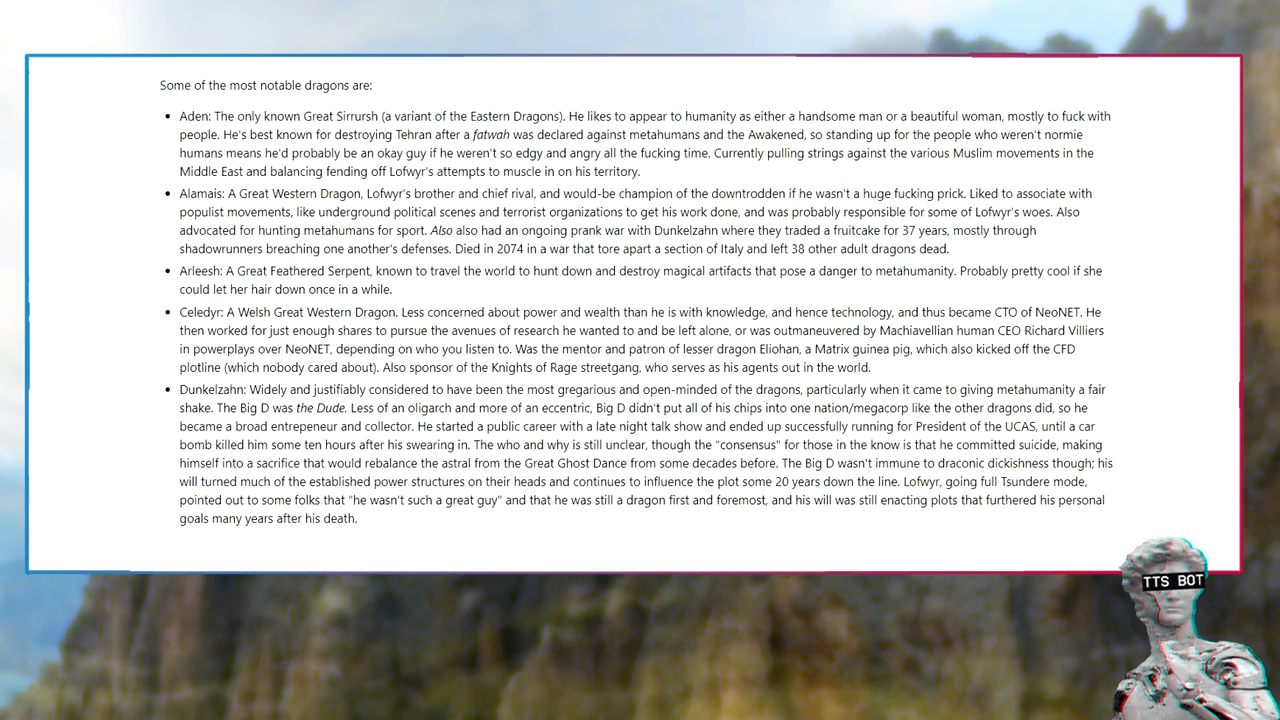 Some of the most notable dragons are:
• Aden: The only known Great Sirrursh (a variant of the Eastern Dragons). He likes to appear to humanity as either a handsome man or a beautiful woman, mostly to fuck with
people. He's best known for destroying Tehran after a fatwah was declared against metahumans and the Awakened, so standing up for the people who weren't normie
humans means he'd probably be an okay guy if he weren't so edgy and angry all the fucking time. Currently pulling strings against the various Muslim movements in the
Middle East and balancing fending off Lofwyr's attempts to muscle in on his territory.
• Alamais: A Great Western Dragon, Lofwyr's brother and chief rival, and would-be champion of the downtrodden if he wasn't a huge fucking prick. Liked to associate with
populist movements, like underground political scenes and terrorist organizations to get his work done, and was probably responsible for some of Lofwyr's woes. Also
advocated for hunting metahumans for sport. Also also had an ongoing prank war with Dunkelzahn where they traded a fruitcake for 37 years, mostly through
shadowrunners breaching one another's defenses. Died in 2074 in a war that tore apart a section of Italy and left 38 other adult dragons dead.
• Arleesh: A Great Feathered Serpent, known to travel the world to hunt down and destroy magical artifacts that pose a danger to metahumanity. Probably pretty cool if she
could let her hair down once in a while.
• Celedyr: A Welsh Great Western Dragon. Less concerned about power and wealth than he is with knowledge, and hence technology, and thus became CTO of NeoNET. He
then worked for just enough shares to pursue the avenues of research he wanted to and be left alone, or was outmaneuvered by Machiavellian human CEO Richard Villiers
in powerplays over NeoNET, depending on who you listen to. Was the mentor and patron of lesser dragon Eliohan, a Matrix guinea pig, which also kicked off the CFD
plotline (which nobody cared about). Also sponsor of the Knights of Rage streetgang, who serves as his agents out in the world.
• Dunkelzahn: Widely and justifiably considered to have been the most gregarious and open-minded of the dragons, particularly when it came to giving metahumanity a fair
shake. The Big D was the Dude. Less of an oligarch and more of an eccentric, Big D didn't put all of his chips into one nation/megacorp like the other dragons did, so he
became a broad entrepeneur and collector. He started a public career with a late night talk show and ended up successfully running for President of the UCAS, until a car
bomb killed him some ten hours after his swearing in. The who and why is still unclear, though the "consensus" for those in the know is that he committed suicide, making
himself into a sacrifice that would rebalance the astral from the Great Ghost Dance from some decades before. The Big D wasn't immune to draconic dickishness though; his
will turned much of the established power structures on their heads and continues to influence the plot some 20 years down the line. Lofwyr, going full Tsundere mode,
pointed out to some folks that "he wasn't such a great guy" and that he was still a dragon first and foremost, and his will was still enacting plots that furthered his personal
goals many years after his death.
TTS BOT